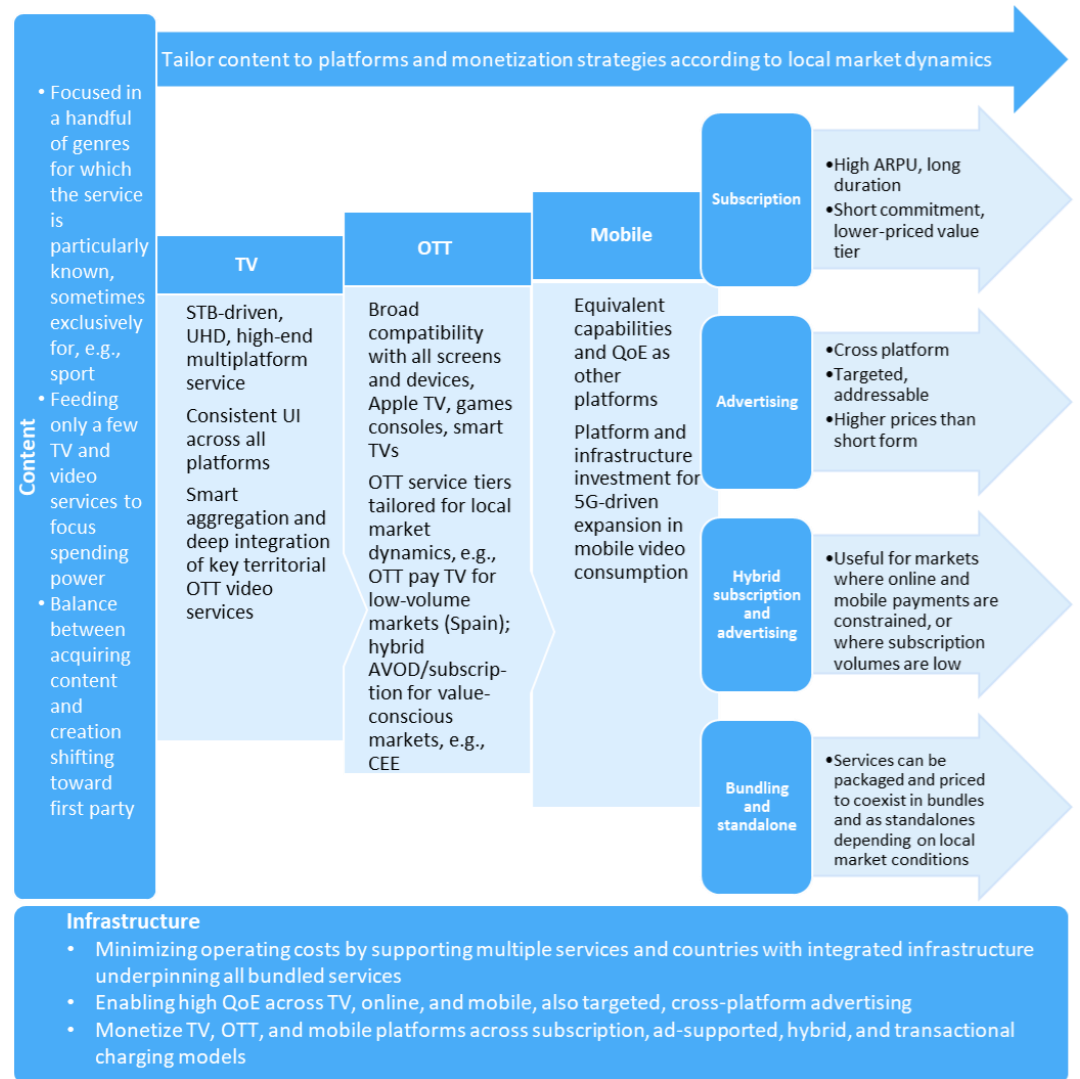 Tailor content to platforms and monetization strategies according to local market dynamics
Content
• Focused in
a handful
of genres
for which
the service
is
particularly
known,
sometimes
exclusively
for, e.g.,
sport
• Feeding
only a few
TV and
video
services to
focus
spending
power
• Balance
between
acquiring
content
and
creation
shifting
toward
first party
TV
STB-driven,
UHD, high-end
multiplatform
service
Consistent UI
across all
platforms
Smart
aggregation and
deep integration
of key territorial
OTT video
services
OTT
Broad
compatibility
with all screens
and devices,
Apple TV, games
consoles, smart
TVs
OTT service tiers
tailored for local
market
dynamics, e.g.,
OTT pay TV for
low-volume
markets (Spain);
hybrid
AVOD/subscrip-
tion for value-
conscious
markets, e.g.,
CEE
Mobile
Equivalent
capabilities
and QoE as
other
platforms
Platform and
infrastructure
investment for
5G-driven
expansion in
mobile video
consumption
Subscription
•High ARPU, long
duration
•Short commitment,
lower-priced value
tier
Advertising
•Cross platform
•Targeted,
addressable
•Higher prices than
short form
Hybrid
subscription
and
advertising
•Useful for markets
where online and
mobile payments are
constrained, or
where subscription
volumes are low
Bundling
and
standalone
•Services can be
packaged and priced
to coexist in bundles
and as standalones
depending on local
market conditions
Infrastructure
• Minimizing operating costs by supporting multiple services and countries with integrated infrastructure
underpinning all bundled services
• Enabling high QoE across TV, online, and mobile, also targeted, cross-platform advertising
• Monetize TV, OTT, and mobile platforms across subscription, ad-supported, hybrid, and transactional
charging models